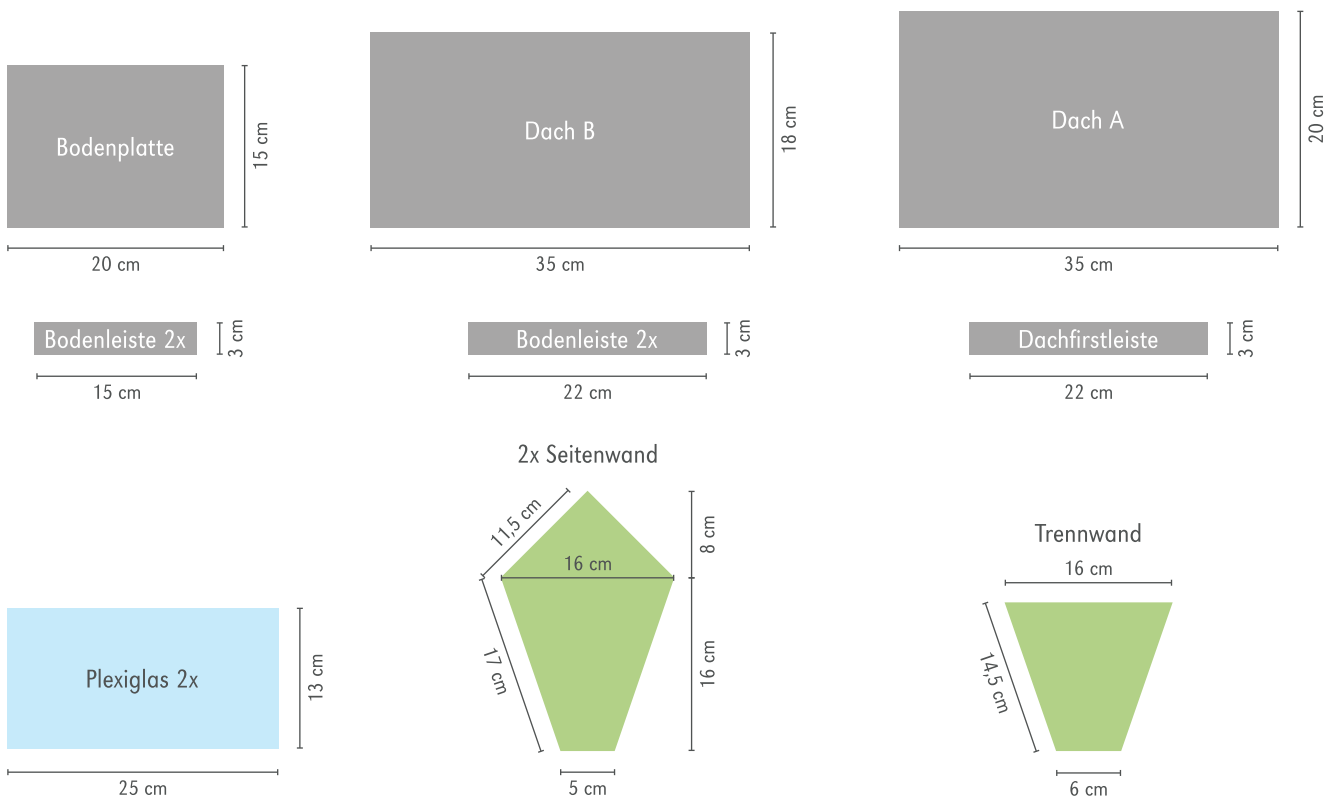 Bodenplatte
15 cm
20 cm
Dach B
18 cm
35 cm
Dach A
20 cm
35 cm
Bodenleiste 2x
3 cm
15 cm
Bodenleiste 2x
3 cm
22 cm
Dachfirstleiste
3 cm
22 cm
Plexiglas 2x
13 cm
25 cm
2x Seitenwand
11,5 cm
8 cm
16 cm
17 cm
16 cm
5 cm
Trennwand
16 cm
14,5 cm
6 cm